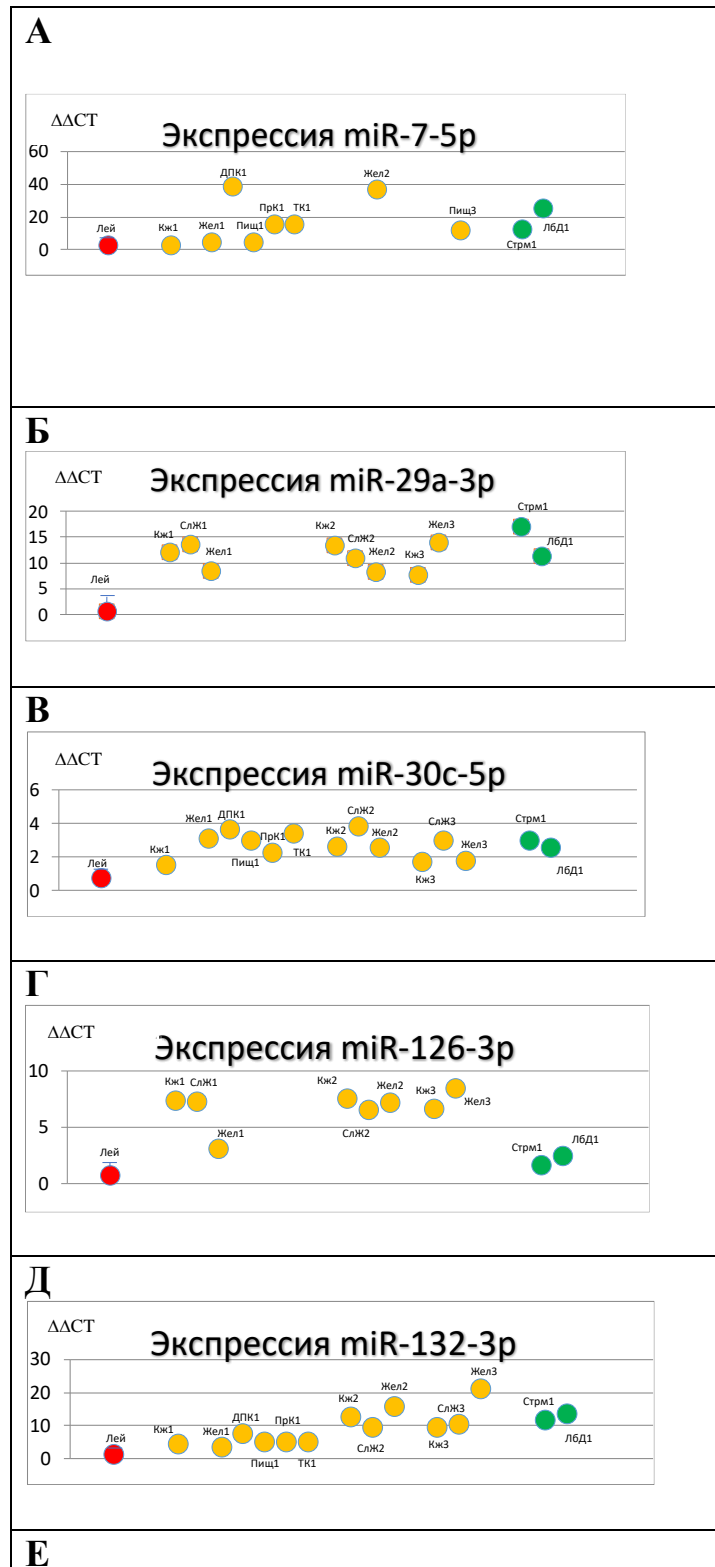 А
ΔΔCT
Экспрессия miR-7-5p
60
40
20
0
Лей
Кж1
Жел1
ДПК1
Пищ1
ПрК1
ТК1
Жел2
Пищ3
Стрм1
ЛбД1
Б
ΔΔCT
Экспрессия miR-29a-3p
20
15
10
5
0
Лей
Кж1
СлЖ1
Жел1
Кж2
СлЖ2
Жел2
Кж3
Жел3
Стрм1
ЛбД1
В
ΔΔCT
Экспрессия miR-30c-5p
6
4
2
0
Лей
Кж1
Жел1
ДПК1
Пищ1
ПрК1
ТК1
Кж2
СлЖ2
Жел2
Кж3
СлЖ3
Жел3
Стрм1
ЛбД1
Г
ΔΔCT
Экспрессия miR-126-3p
10
5
0
Лей
Кж1
СлЖ1
Жел1
Кж2
СлЖ2
Жел2
Кж3
Жел3
Стрм1
ЛбД1
Д
ΔΔCT
Экспрессия miR-132-3p
30
20
10
0
Лей
Кж1
Жел1
ДПК1
Пищ1
ПрК1
ТК1
Кж2
СлЖ2
Жел2
Кж3
СлЖ3
Жел3
Стрм1
ЛбД1
Е